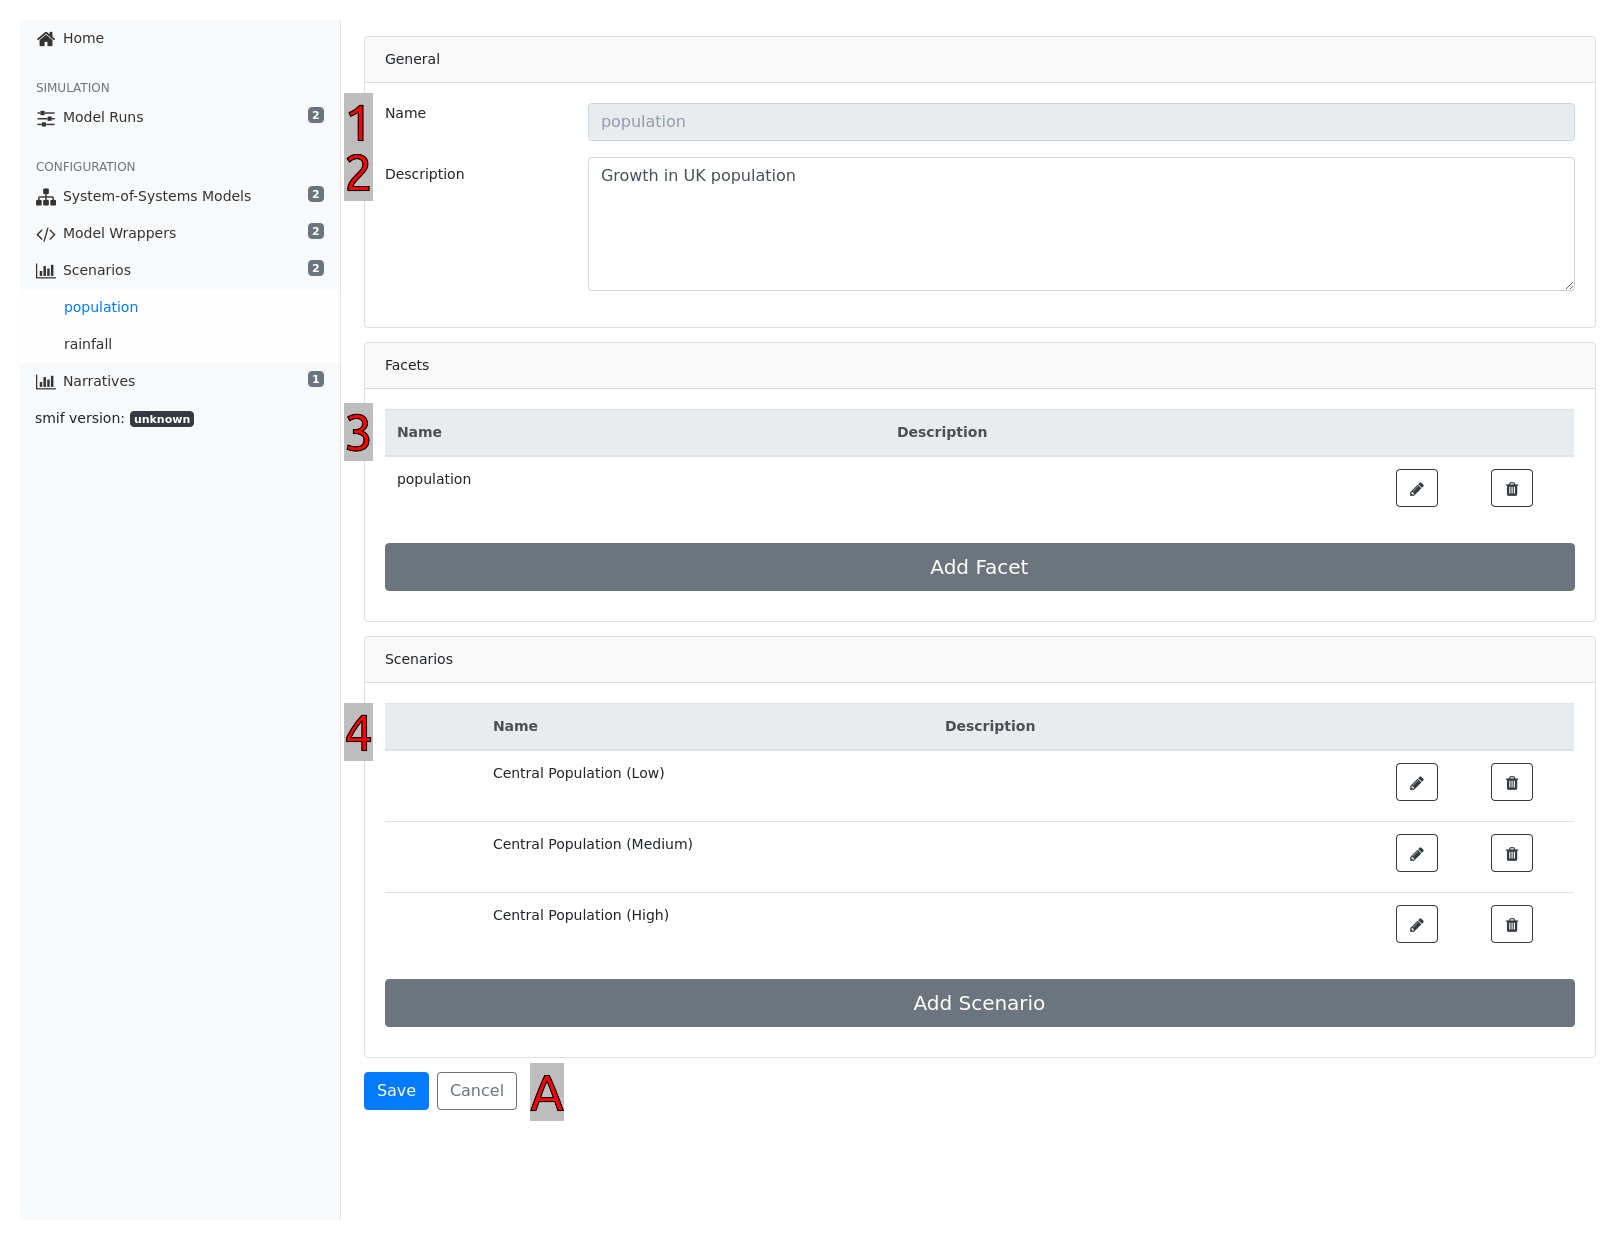 Home
SIMULATION
Model Runs 2
CONFIGURATION
System-of-Systems Models 2
Model Wrappers 2
Scenarios 2
population
rainfall
Narratives 1
smif version: unknown
General
1 Name population
2 Description Growth in UK population
Facets
3 Name Description
population
Add Facet
Scenarios
4 Name Description
Central Population (Low)
Central Population (Medium)
Central Population (High)
Add Scenario
Save Cancel A